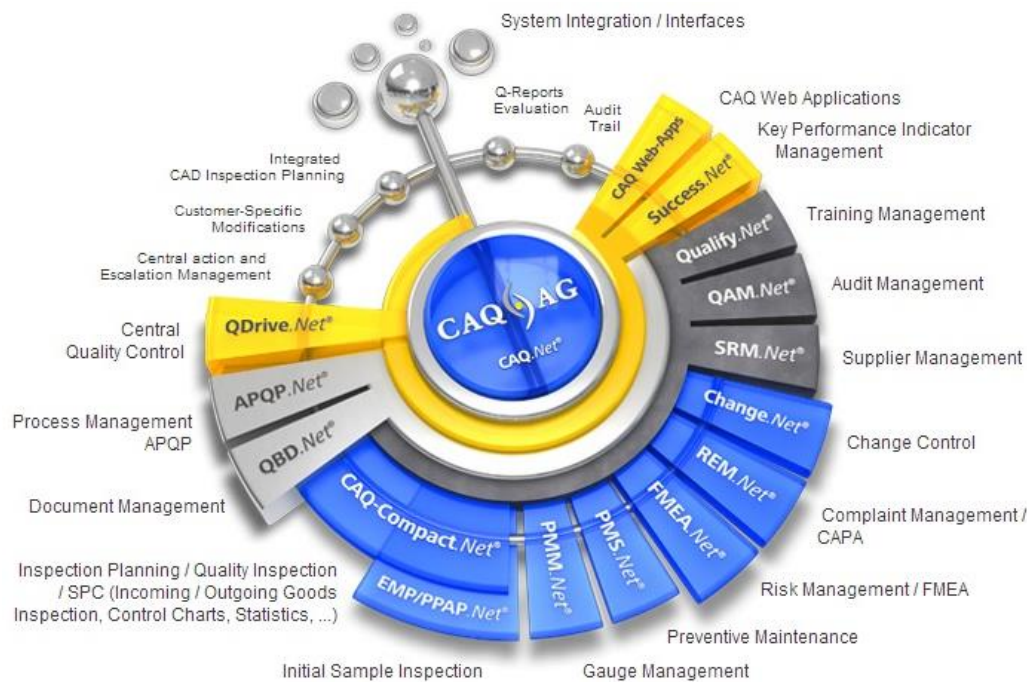 System Integration / Interfaces
Q-Reports
Evaluation
Audit
Trail
Integrated
CAD Inspection Planning
Customer-Specific
Modifications
Central action and
Escalation Management
CAQ Web Applications
Key Performance Indicator
Management
Training Management
Audit Management
Supplier Management
Change Control
Complaint Management /
CAPA
Risk Management / FMEA
Preventive Maintenance
Gauge Management
Initial Sample Inspection
Inspection Planning / Quality Inspection
/ SPC (Incoming / Outgoing Goods
Inspection, Control Charts, Statistics, ...)
Document Management
Process Management
APQP
Central
Quality Control
CAQ AG
CAQ.Net®
CAQ Web-Apps
Success.Net®
Qualify.Net®
QAM.Net®
SRM.Net®
Change.Net®
REM.Net®
FMEA.Net®
PMS.Net®
PMM.Net®
EMP/PPAP.Net®
CAQ-Compact.Net®
QBD.Net®
APQP.Net®
QDrive.Net®